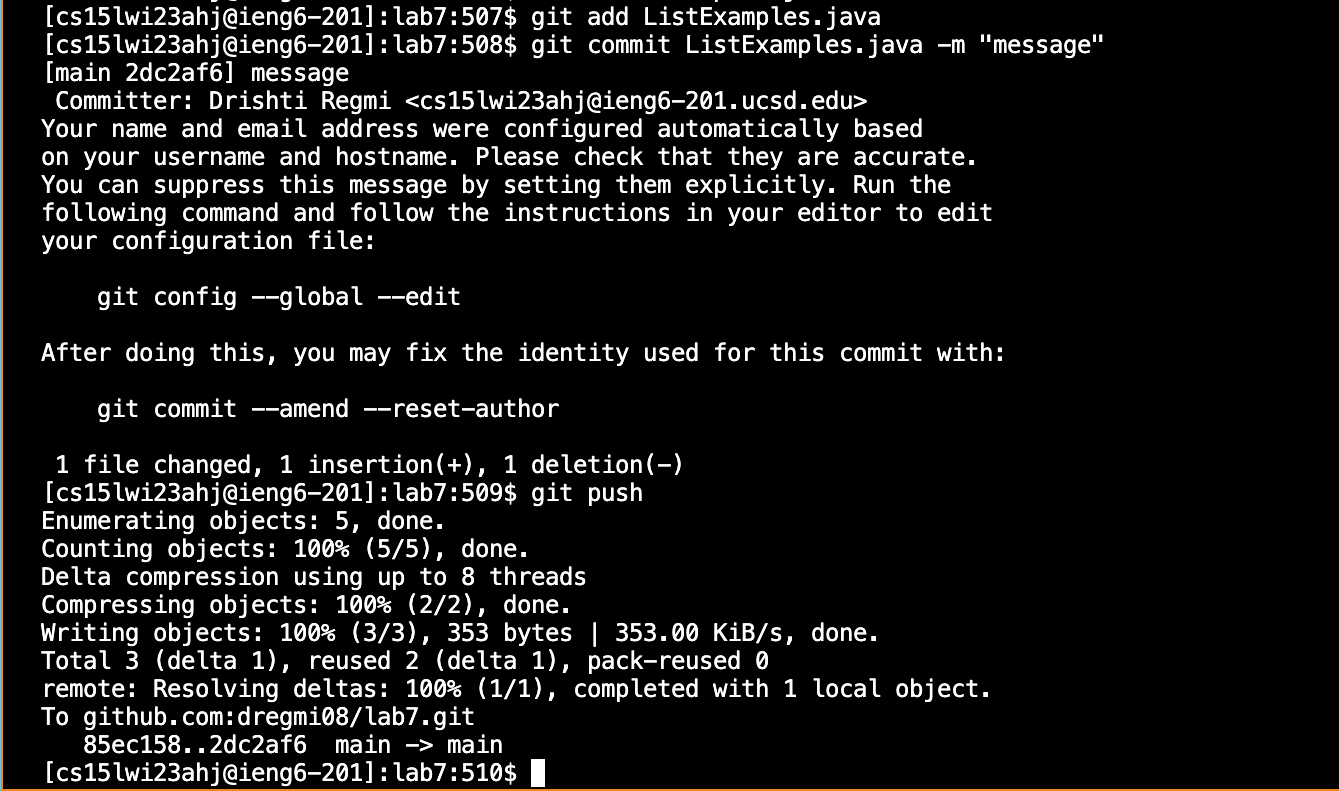 [cs15lwi23ahj@ieng6-201]:lab7:507$ git add ListExamples.java
[cs15lwi23ahj@ieng6-201]:lab7:508$ git commit ListExamples.java -m "message"
[main 2dc2af6] message
 Committer: Drishti Regmi <cs15lwi23ahj@ieng6-201.ucsd.edu>
Your name and email address were configured automatically based
on your username and hostname. Please check that they are accurate.
You can suppress this message by setting them explicitly. Run the
following command and follow the instructions in your editor to edit
your configuration file:

    git config --global --edit

After doing this, you may fix the identity used for this commit with:

    git commit --amend --reset-author

 1 file changed, 1 insertion(+), 1 deletion(-)
[cs15lwi23ahj@ieng6-201]:lab7:509$ git push
Enumerating objects: 5, done.
Counting objects: 100% (5/5), done.
Delta compression using up to 8 threads
Compressing objects: 100% (2/2), done.
Writing objects: 100% (3/3), 353 bytes | 353.00 KiB/s, done.
Total 3 (delta 1), reused 2 (delta 1), pack-reused 0
remote: Resolving deltas: 100% (1/1), completed with 1 local object.
To github.com:dregmi08/lab7.git
   85ec158..2dc2af6  main -> main
[cs15lwi23ahj@ieng6-201]:lab7:510$